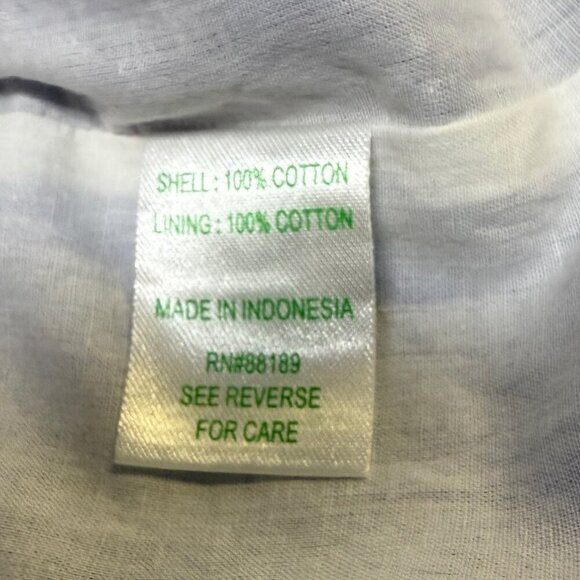 SHELL : 100% COTTON
LINING : 100% COTTON
MADE IN INDONESIA
RN#88189
SEE REVERSE
FOR CARE